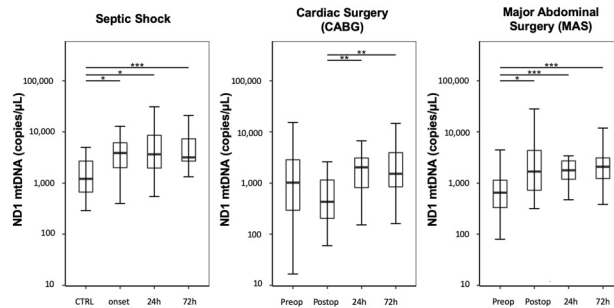 Septic Shock
ND1 mtDNA (copies/µL)
100,000
10,000
1,000
100
10
***
*
*
CTRL onset 24h 72h
Cardiac Surgery
(CABG)
ND1 mtDNA (copies/µL)
100,000
10,000
1,000
100
10
**
**
Preop Postop 24h 72h
Major Abdominal
Surgery (MAS)
ND1 mtDNA (copies/µL)
100,000
10,000
1,000
100
10
***
***
*
Preop Postop 24h 72h